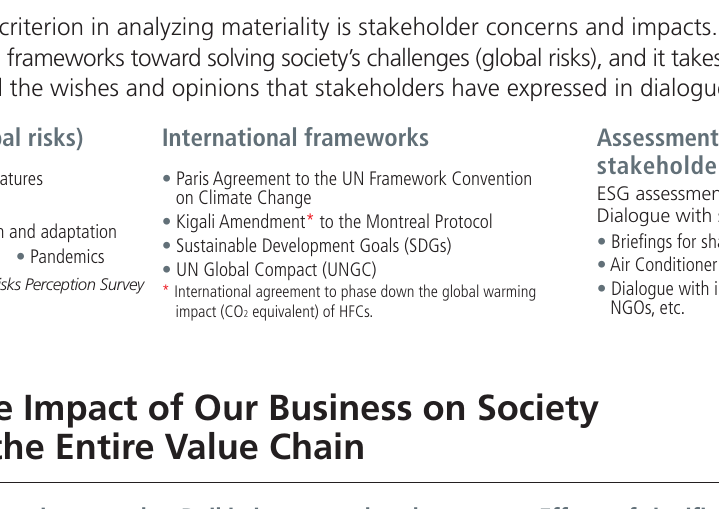 criterion in analyzing materiality is stakeholder concerns and impacts.
frameworks toward solving society's challenges (global risks), and it takes
the wishes and opinions that stakeholders have expressed in dialogue
risks)
atures
and adaptation
• Pandemics
Risks Perception Survey
International frameworks
• Paris Agreement to the UN Framework Convention
on Climate Change
• Kigali Amendment* to the Montreal Protocol
• Sustainable Development Goals (SDGs)
• UN Global Compact (UNGC)
* International agreement to phase down the global warming
impact (CO2 equivalent) of HFCs.
Assessment
stakeholde
ESG assessmen
Dialogue with
• Briefings for sha
• Air Conditioner
• Dialogue with i
NGOs, etc.
e Impact of Our Business on Society
the Entire Value Chain